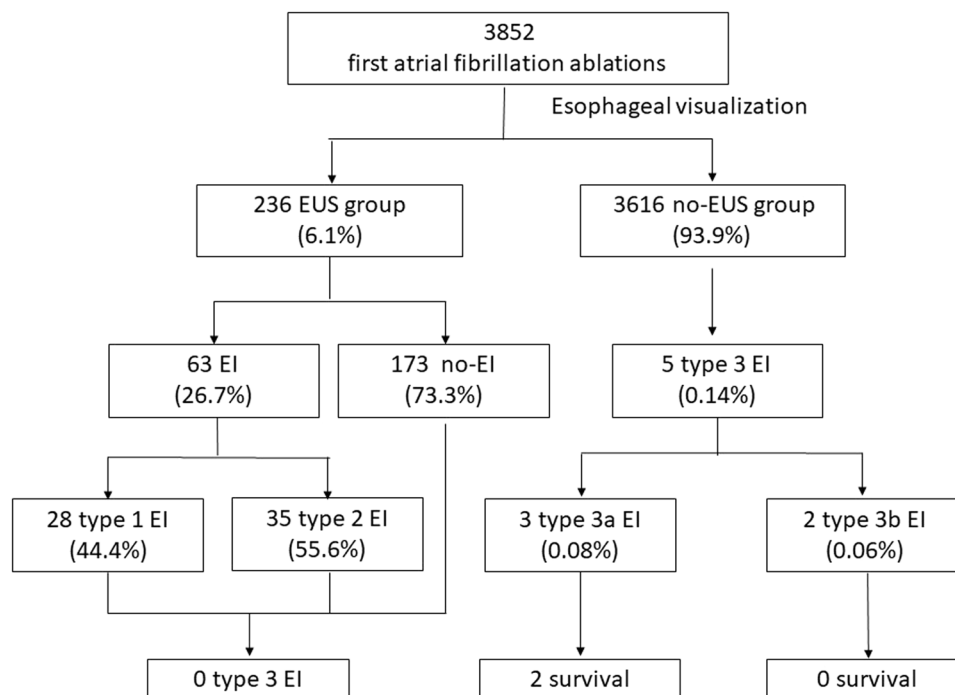 3852
first atrial fibrillation ablations
Esophageal visualization
236 EUS group
(6.1%)
3616 no-EUS group
(93.9%)
63 EI
(26.7%)
173 no-EI
(73.3%)
5 type 3 EI
(0.14%)
28 type 1 EI
(44.4%)
35 type 2 EI
(55.6%)
3 type 3a EI
(0.08%)
2 type 3b EI
(0.06%)
0 type 3 EI
2 survival
0 survival